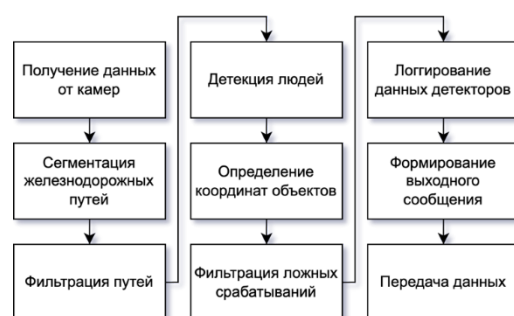 Получение данных
от камер
Сегментация
железнодорожных
путей
Фильтрация путей
Детекция людей
Определение
координат объектов
Фильтрация ложных
срабатываний
Логгирование
данных детекторов
Формирование
выходного
сообщения
Передача данных